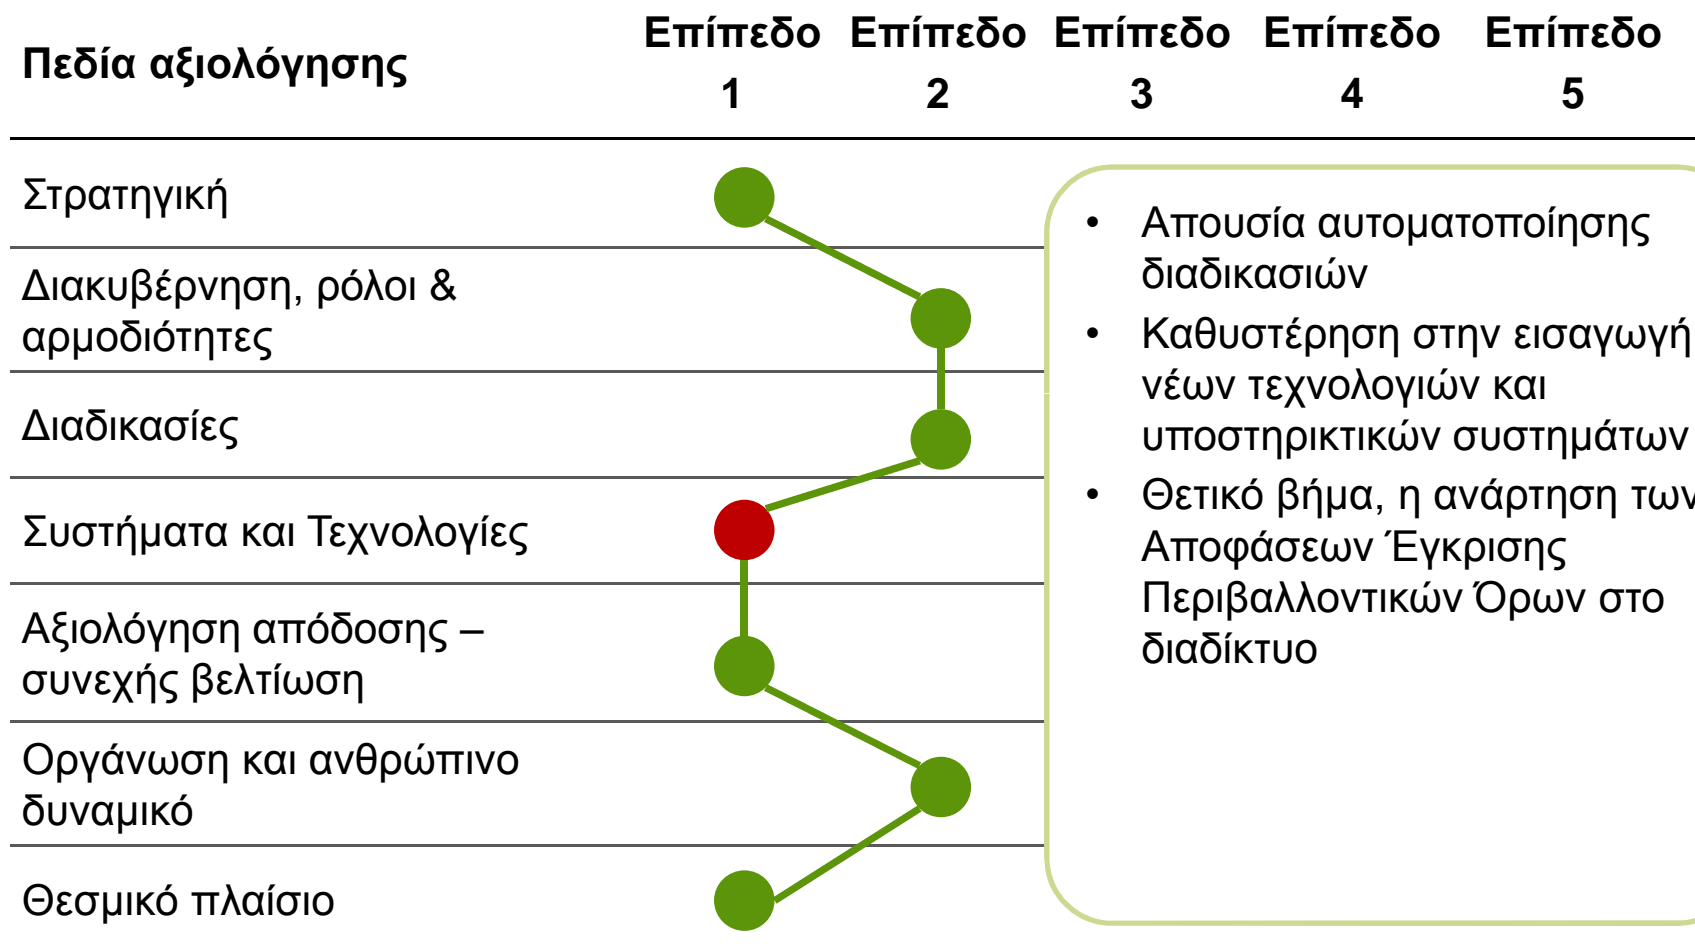 Πεδία αξιολόγησης
Επίπεδο 1
Επίπεδο 2
Επίπεδο 3
Επίπεδο 4
Επίπεδο 5
Στρατηγική
Διακυβέρνηση, ρόλοι &
αρμοδιότητες
Διαδικασίες
Συστήματα και Τεχνολογίες
Αξιολόγηση απόδοσης –
συνεχής βελτίωση
Οργάνωση και ανθρώπινο
δυναμικό
Θεσμικό πλαίσιο
• Απουσία αυτοματοποίησης
διαδικασιών
• Καθυστέρηση στην εισαγωγή
νέων τεχνολογιών και
υποστηρικτικών συστημάτων
• Θετικό βήμα, η ανάρτηση των
Αποφάσεων Έγκρισης
Περιβαλλοντικών Όρων στο
διαδίκτυο